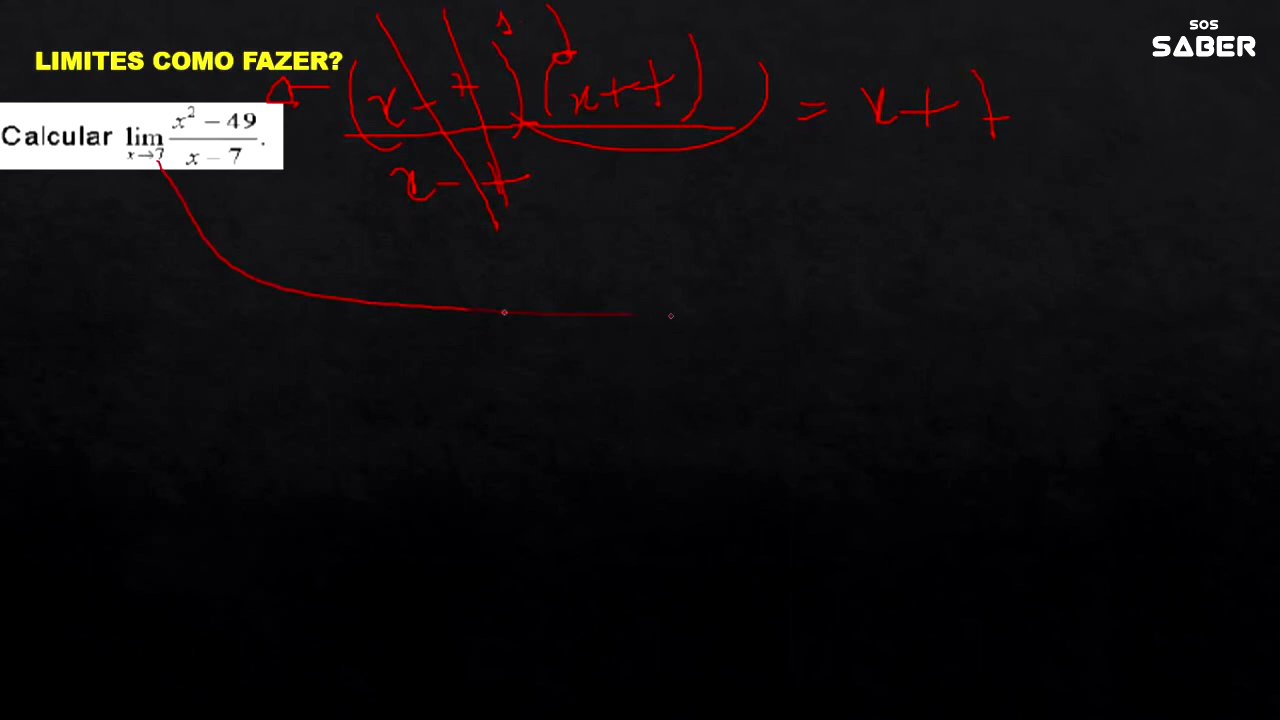 SOS
SABER
LIMITES COMO FAZER?
Calcular lim x→7 x² − 49 / x − 7.
(x − 7)(x + 7) / x − 7 = x + 7